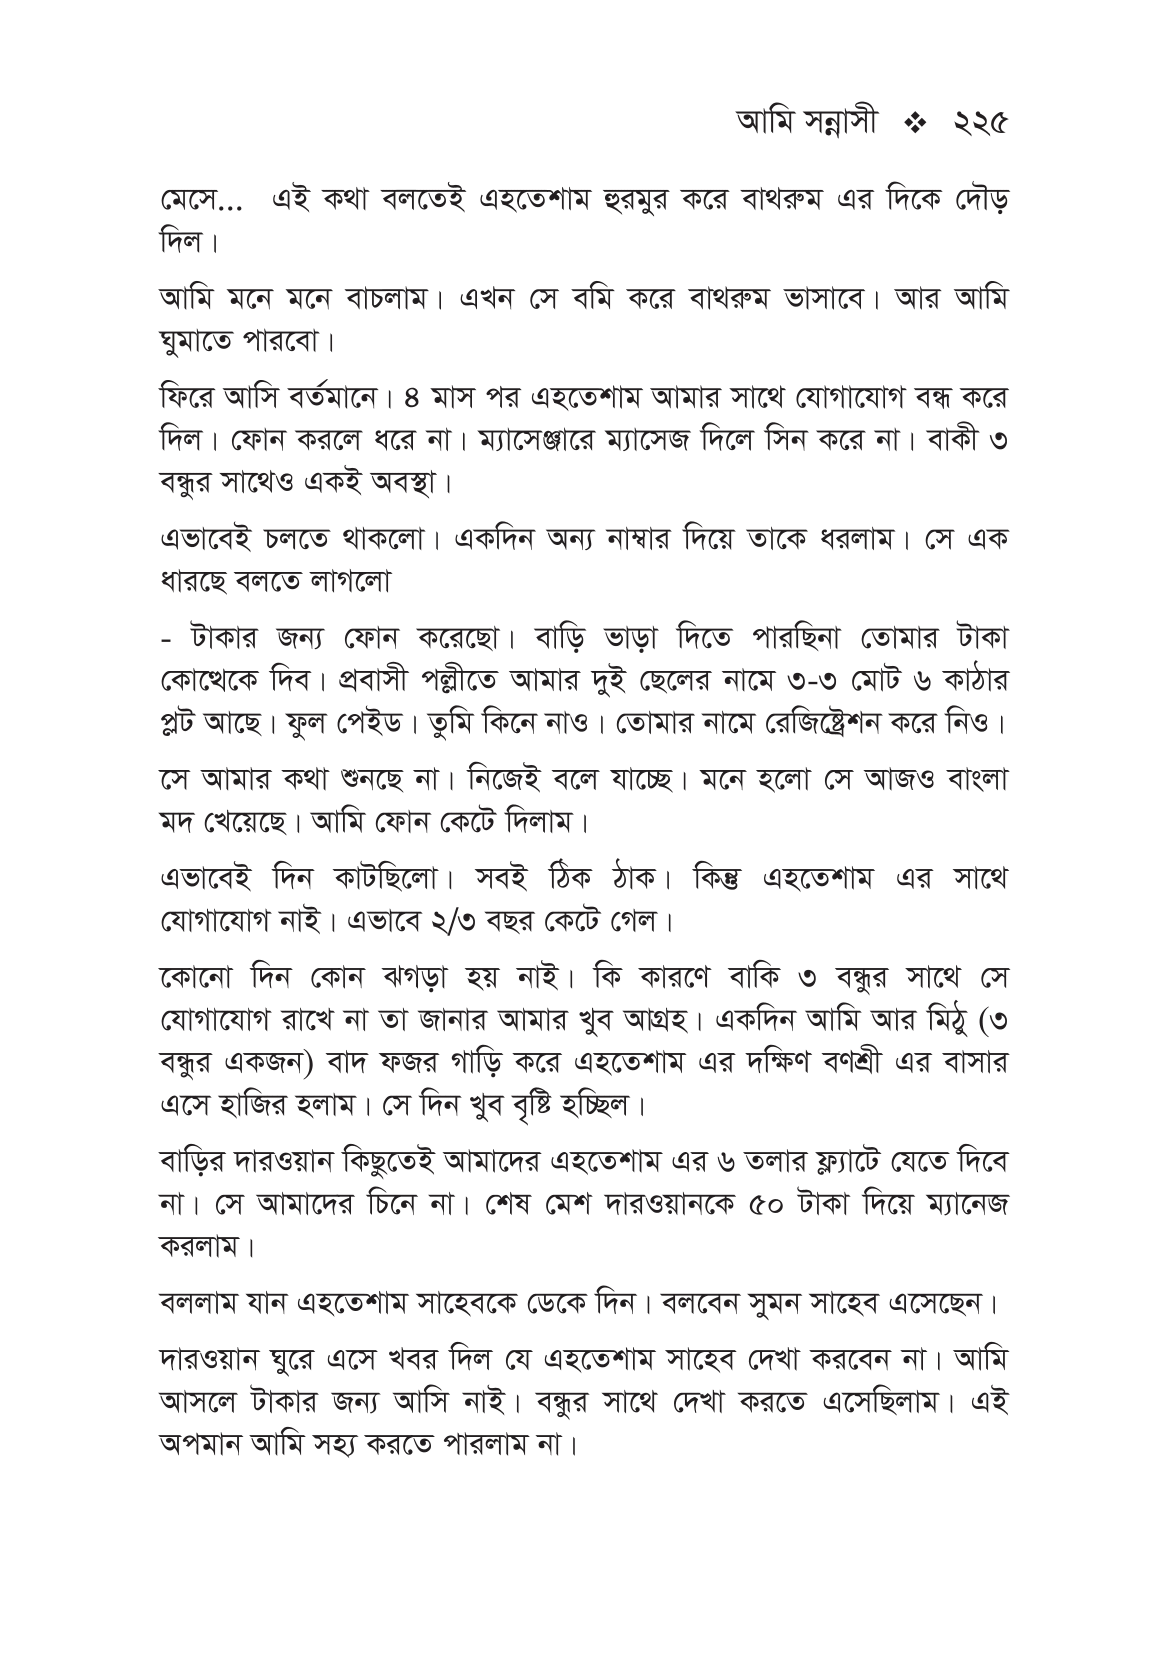 আমি সন্নাসী ❖ ২২৫
মেসে... এই কথা বলতেই এহতেশাম হুরমুর করে বাথরুম এর দিকে দৌড়
দিল।
আমি মনে মনে বাচলাম। এখন সে বমি করে বাথরুম ভাসাবে। আর আমি
ঘুমাতে পারবো।
ফিরে আসি বর্তমানে। ৪ মাস পর এহতেশাম আমার সাথে যোগাযোগ বন্ধ করে
দিল। ফোন করলে ধরে না। ম্যাসেঞ্জারে ম্যাসেজ দিলে সিন করে না। বাকী ৩
বন্ধুর সাথেও একই অবস্থা।
এভাবেই চলতে থাকলো। একদিন অন্য নাম্বার দিয়ে তাকে ধরলাম। সে এক
ধারছে বলতে লাগলো
- টাকার জন্য ফোন করেছো। বাড়ি ভাড়া দিতে পারছিনা তোমার টাকা
কোত্থেকে দিব। প্রবাসী পল্লীতে আমার দুই ছেলের নামে ৩-৩ মোট ৬ কাঠার
প্লট আছে। ফুল পেইড। তুমি কিনে নাও। তোমার নামে রেজিষ্ট্রেশন করে নিও।
সে আমার কথা শুনছে না। নিজেই বলে যাচ্ছে। মনে হলো সে আজও বাংলা
মদ খেয়েছে। আমি ফোন কেটে দিলাম।
এভাবেই দিন কাটছিলো। সবই ঠিক ঠাক। কিন্তু এহতেশাম এর সাথে
যোগাযোগ নাই। এভাবে ২/৩ বছর কেটে গেল।
কোনো দিন কোন ঝগড়া হয় নাই। কি কারণে বাকি ৩ বন্ধুর সাথে সে
যোগাযোগ রাখে না তা জানার আমার খুব আগ্রহ। একদিন আমি আর মিঠু (৩
বন্ধুর একজন) বাদ ফজর গাড়ি করে এহতেশাম এর দক্ষিণ বণশ্রী এর বাসার
এসে হাজির হলাম। সে দিন খুব বৃষ্টি হচ্ছিল।
বাড়ির দারওয়ান কিছুতেই আমাদের এহতেশাম এর ৬ তলার ফ্ল্যাটে যেতে দিবে
না। সে আমাদের চিনে না। শেষ মেশ দারওয়ানকে ৫০ টাকা দিয়ে ম্যানেজ
করলাম।
বললাম যান এহতেশাম সাহেবকে ডেকে দিন। বলবেন সুমন সাহেব এসেছেন।
দারওয়ান ঘুরে এসে খবর দিল যে এহতেশাম সাহেব দেখা করবেন না। আমি
আসলে টাকার জন্য আসি নাই। বন্ধুর সাথে দেখা করতে এসেছিলাম। এই
অপমান আমি সহ্য করতে পারলাম না।